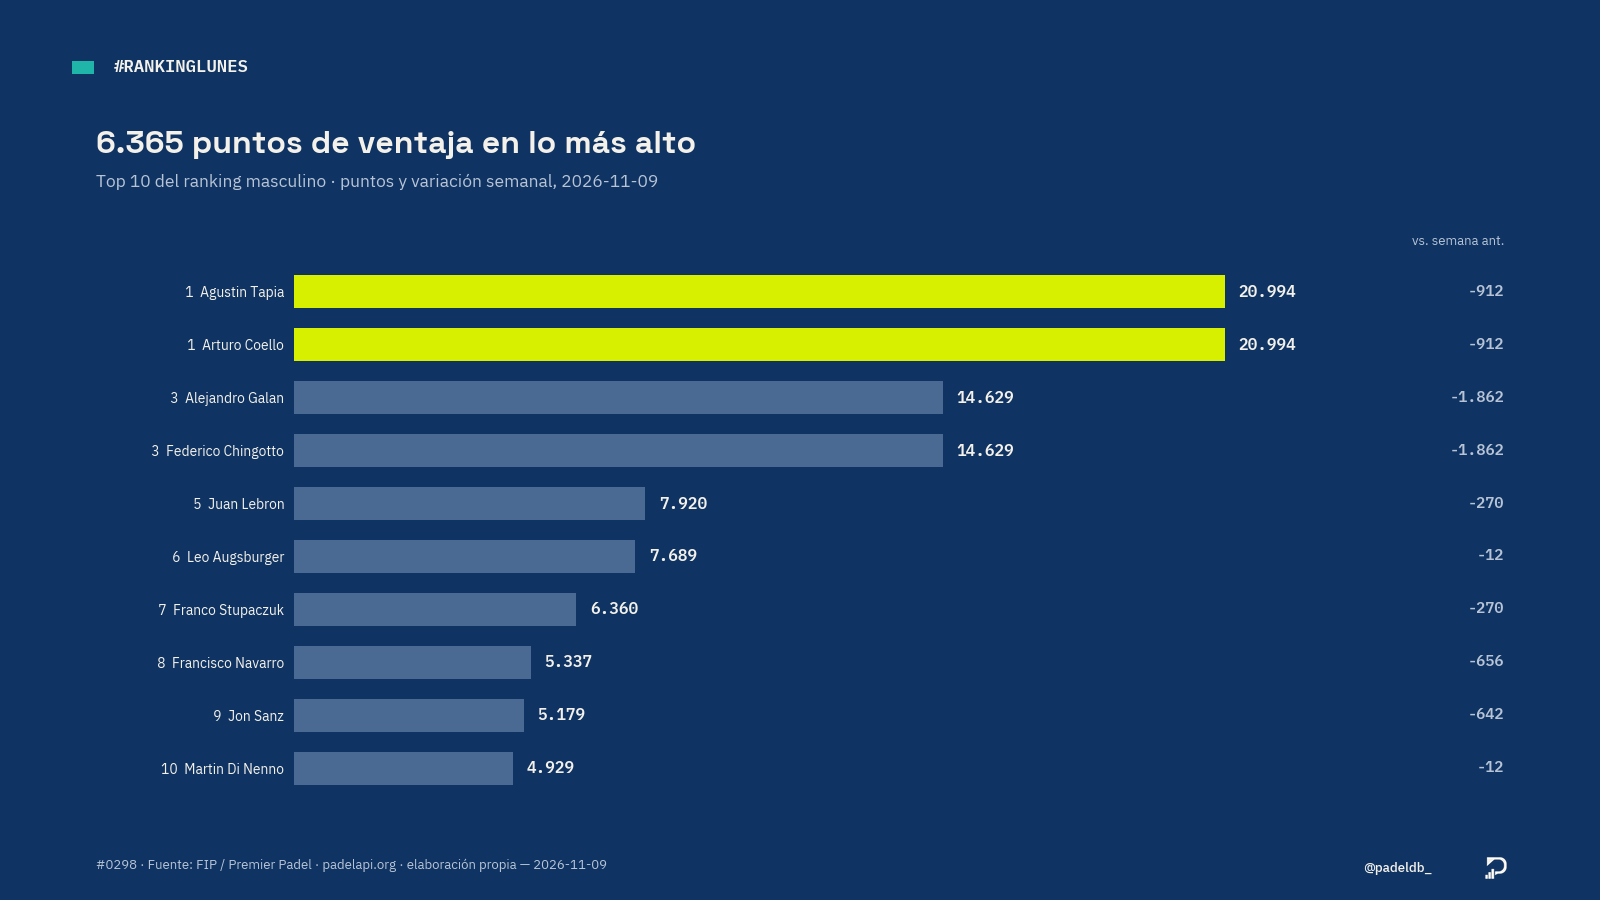 #RANKINGLUNES
6.365 puntos de ventaja en lo más alto
Top 10 del ranking masculino · puntos y variación semanal, 2026-11-09
vs. semana ant.
1 Agustin Tapia 20.994 -912
1 Arturo Coello 20.994 -912
3 Alejandro Galan 14.629 -1.862
3 Federico Chingotto 14.629 -1.862
5 Juan Lebron 7.920 -270
6 Leo Augsburger 7.689 -12
7 Franco Stupaczuk 6.360 -270
8 Francisco Navarro 5.337 -656
9 Jon Sanz 5.179 -642
10 Martin Di Nenno 4.929 -12
#0298 · Fuente: FIP / Premier Padel · padelapi.org · elaboración propia — 2026-11-09
@padeldb_